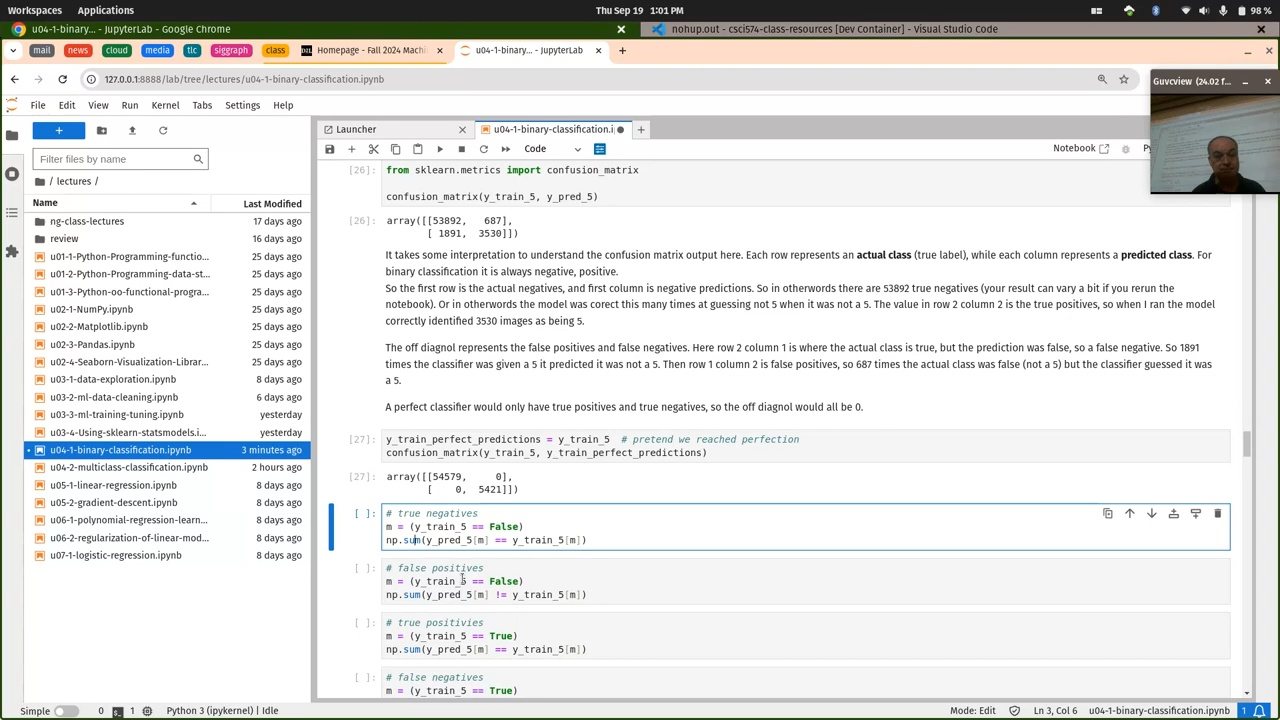 Workspaces Applications Thu Sep 19 1:01 PM 98 %
u04-1-binary-... - JupyterLab - Google Chrome nohup.out - csci574-class-resources [Dev Container] - Visual Studio Code
mail news cloud media tlc siggraph class Homepage - Fall 2024 Machi u04-1-binary-... - JupyterLab
127.0.0.1:8888/lab/tree/lectures/u04-1-binary-classification.ipynb
Guvcview (24.02 f...
File Edit View Run Kernel Tabs Settings Help
Launcher u04-1-binary-classification.i
Filter files by name
Code Notebook
/ lectures /
Name Last Modified
ng-class-lectures 17 days ago
review 16 days ago
u01-1-Python-Programming-functio... 25 days ago
u01-2-Python-Programming-data-st... 25 days ago
u01-3-Python-oo-functional-progra... 25 days ago
u02-1-NumPy.ipynb 25 days ago
u02-2-Matplotlib.ipynb 25 days ago
u02-3-Pandas.ipynb 25 days ago
u02-4-Seaborn-Visualization-Librar... 25 days ago
u03-1-data-exploration.ipynb 8 days ago
u03-2-ml-data-cleaning.ipynb 8 days ago
u03-3-ml-training-tuning.ipynb yesterday
u03-4-Using-sklearn-statsmodels.i... yesterday
u04-1-binary-classification.ipynb 3 minutes ago
u04-2-multiclass-classification.ipynb 2 hours ago
u05-1-linear-regression.ipynb 8 days ago
u05-2-gradient-descent.ipynb 8 days ago
u06-1-polynomial-regression-learn... 8 days ago
u06-2-regularization-of-linear-mod... 8 days ago
u07-1-logistic-regression.ipynb 8 days ago
[26]: from sklearn.metrics import confusion_matrix
confusion_matrix(y_train_5, y_pred_5)
[26]: array([[53892, 687],
[ 1891, 3530]])
It takes some interpretation to understand the confusion matrix output here. Each row represents an actual class (true label), while each column represents a predicted class. For
binary classification it is always negative, positive.
So the first row is the actual negatives, and first column is negative predictions. So in otherwords there are 53892 true negatives (your result can vary a bit if you rerun the
notebook). Or in otherwords the model was corect this many times at guessing not 5 when it was not a 5. The value in row 2 column 2 is the true positives, so when I ran the model
correctly identified 3530 images as being 5.
The off diagnol represents the false positives and false negatives. Here row 2 column 1 is where the actual class is true, but the prediction was false, so a false negative. So 1891
times the classifier was given a 5 it predicted it was not a 5. Then row 1 column 2 is false positives, so 687 times the actual class was false (not a 5) but the classifier guessed it was
a 5.
A perfect classifier would only have true positives and true negatives, so the off diagnol would all be 0.
[27]: y_train_perfect_predictions = y_train_5 # pretend we reached perfection
confusion_matrix(y_train_5, y_train_perfect_predictions)
[27]: array([[54579, 0],
[ 0, 5421]])
[ ]: # true negatives
m = (y_train_5 == False)
np.sum(y_pred_5[m] == y_train_5[m])
[ ]: # false positives
m = (y_train_5 == False)
np.sum(y_pred_5[m] != y_train_5[m])
[ ]: # true positivies
m = (y_train_5 == True)
np.sum(y_pred_5[m] == y_train_5[m])
[ ]: # false negatives
m = (y_train_5 == True)
Simple 0 1 Python 3 (ipykernel) | Idle Mode: Edit Ln 3, Col 6 u04-1-binary-classification.ipynb 1